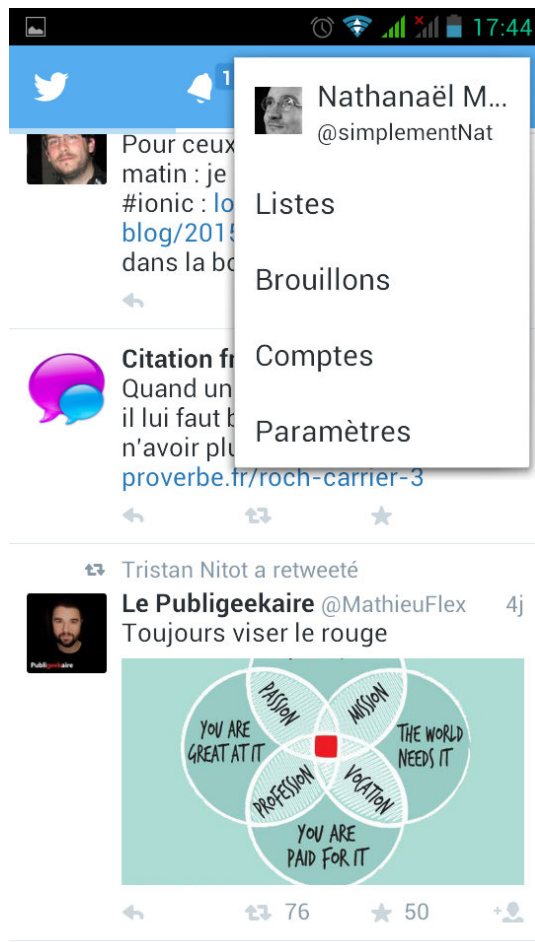 17:44
1
Nathanaël M...
@simplementNat
Listes
Brouillons
Comptes
Paramètres
Pour ceux
matin : je
#ionic : lo
blog/2015
dans la bo
Citation fr
Quand un
il lui faut b
n'avoir plu
proverbe.fr/roch-carrier-3
Tristan Nitot a retweeté
Le Publigeekaire @MathieuFlex 4j
Toujours viser le rouge
Publigeekaire
PASSION
MISSION
YOU ARE
GREAT AT IT
THE WORLD
NEEDS IT
PROFESSION
VOCATION
YOU ARE
PAID FOR IT
76 50